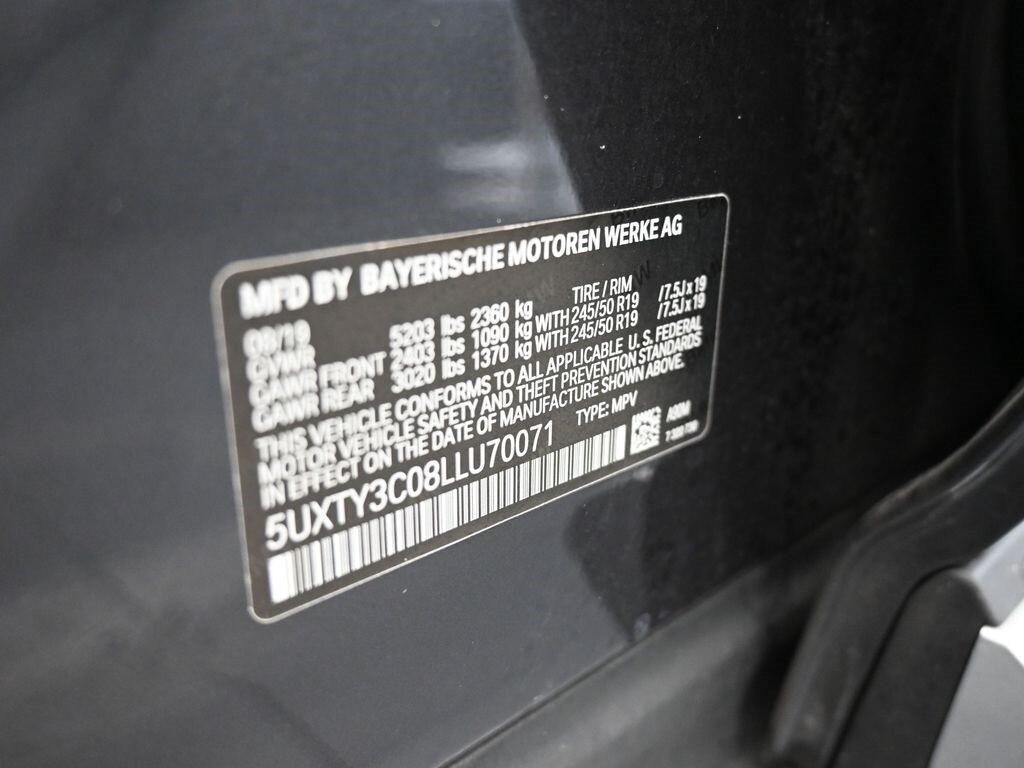 MFD BY BAYERISCHE MOTOREN WERKE AG
08/19 TIRE / RIM
GVWR 5203 lbs 2360 kg
GAWR FRONT 2403 lbs 1090 kg WITH 245/50 R19 /7.5J x 19
GAWR REAR 3020 lbs 1370 kg WITH 245/50 R19 /7.5J x 19
THIS VEHICLE CONFORMS TO ALL APPLICABLE U. S. FEDERAL
MOTOR VEHICLE SAFETY AND THEFT PREVENTION STANDARDS
IN EFFECT ON THE DATE OF MANUFACTURE SHOWN ABOVE.
5UXTY3C08LLU70071 TYPE: MPV
A90M